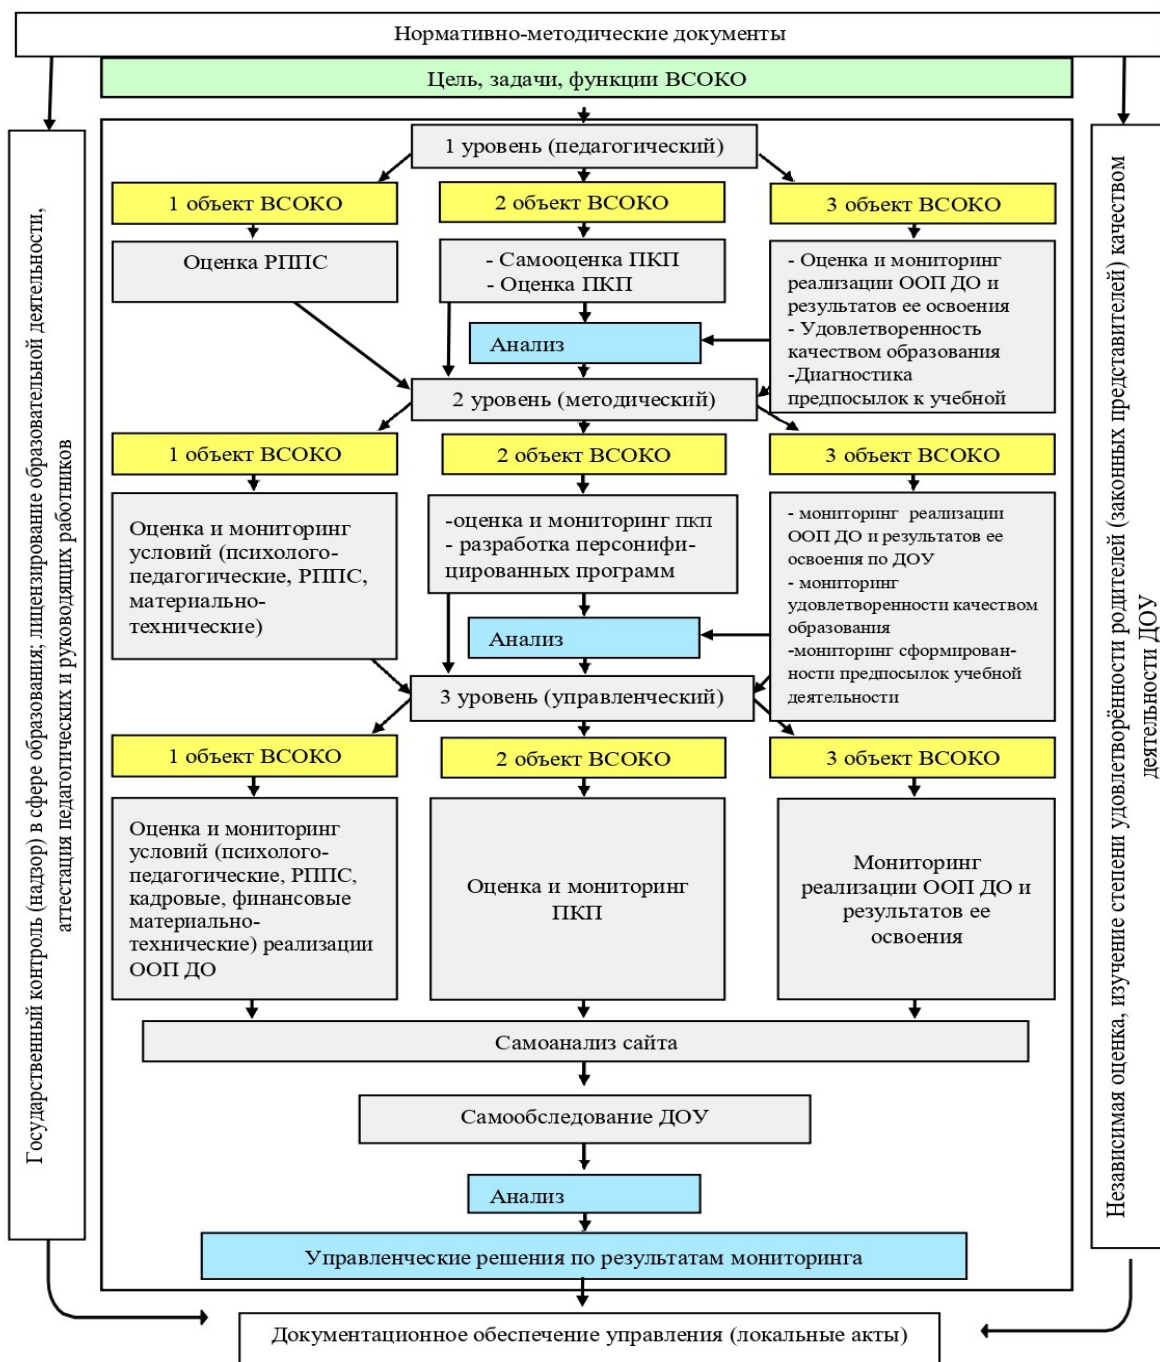 Нормативно-методические документы
Цель, задачи, функции ВСОКО
Государственный контроль (надзор) в сфере образования; лицензирование образовательной деятельности,
аттестация педагогических и руководящих работников
1 уровень (педагогический)
1 объект ВСОКО
2 объект ВСОКО
3 объект ВСОКО
Оценка РППС
- Самооценка ПКП
- Оценка ПКП
- Оценка и мониторинг
реализации ООП ДО и
результатов ее освоения
- Удовлетворенность
качеством образования
-Диагностика
предпосылок к учебной
Анализ
2 уровень (методический)
1 объект ВСОКО
2 объект ВСОКО
3 объект ВСОКО
Оценка и мониторинг
условий (психолого-
педагогические, РППС,
материально-
технические)
-оценка и мониторинг пкп
- разработка персонифи-
цированных программ
- мониторинг реализации
ООП ДО и результатов ее
освоения по ДОУ
- мониторинг
удовлетворенности качеством
образования
-мониторинг сформирован-
ности предпосылок учебной
деятельности
Анализ
3 уровень (управленческий)
1 объект ВСОКО
2 объект ВСОКО
3 объект ВСОКО
Оценка и мониторинг
условий (психолого-
педагогические, РППС,
кадровые, финансовые
материально-
технические) реализации
ООП ДО
Оценка и мониторинг
ПКП
Мониторинг
реализации ООП ДО и
результатов ее
освоения
Самоанализ сайта
Самообследование ДОУ
Анализ
Управленческие решения по результатам мониторинга
Независимая оценка, изучение степени удовлетворённости родителей (законных представителей) качеством
деятельности ДОУ
Документационное обеспечение управления (локальные акты)